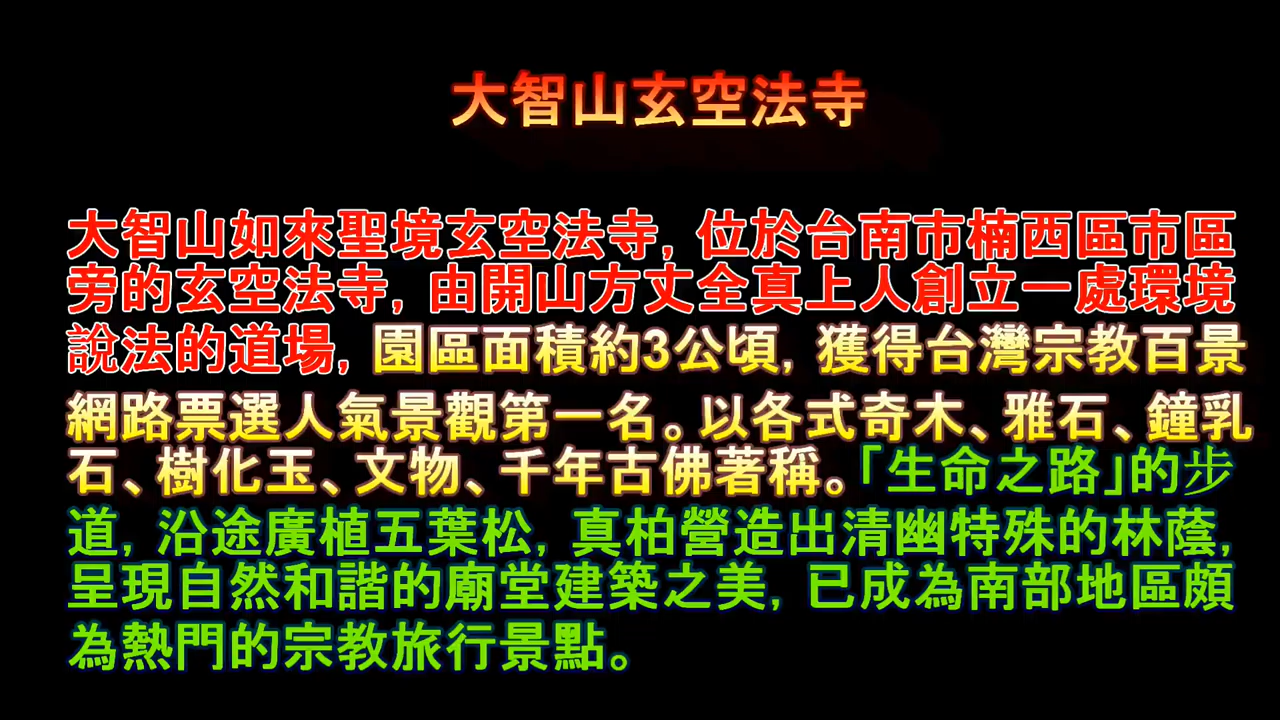 大智山玄空法寺
大智山如來聖境玄空法寺, 位於台南市楠西區市區
旁的玄空法寺, 由開山方丈全真上人創立一處環境
說法的道場, 園區面積約3公頃, 獲得台灣宗教百景
網路票選人氣景觀第一名。以各式奇木、雅石、鐘乳
石、樹化玉、文物、千年古佛著稱。「生命之路」的步
道, 沿途廣植五葉松, 真柏營造出清幽特殊的林蔭,
呈現自然和諧的廟堂建築之美, 已成為南部地區頗
為熱門的宗教旅行景點。